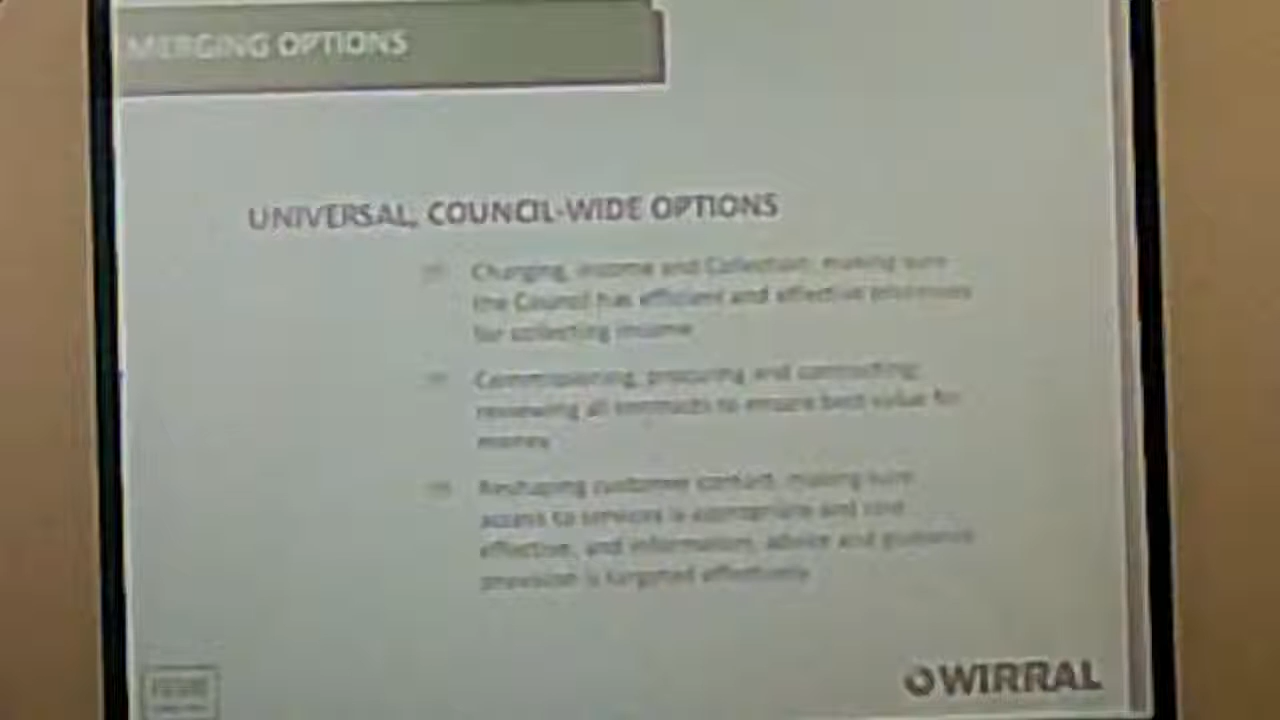 MERGING OPTIONS
UNIVERSAL, COUNCIL-WIDE OPTIONS
Charging, income and Collection; making sure
the Council has efficient and effective processes
for collecting income
Commissioning, procuring and contracting;
reviewing all contracts to ensure best value for
money
Reshaping customer contact; making sure
access to services is appropriate and cost
effective, and information, advice and guidance
provision is targeted effectively
WIRRAL